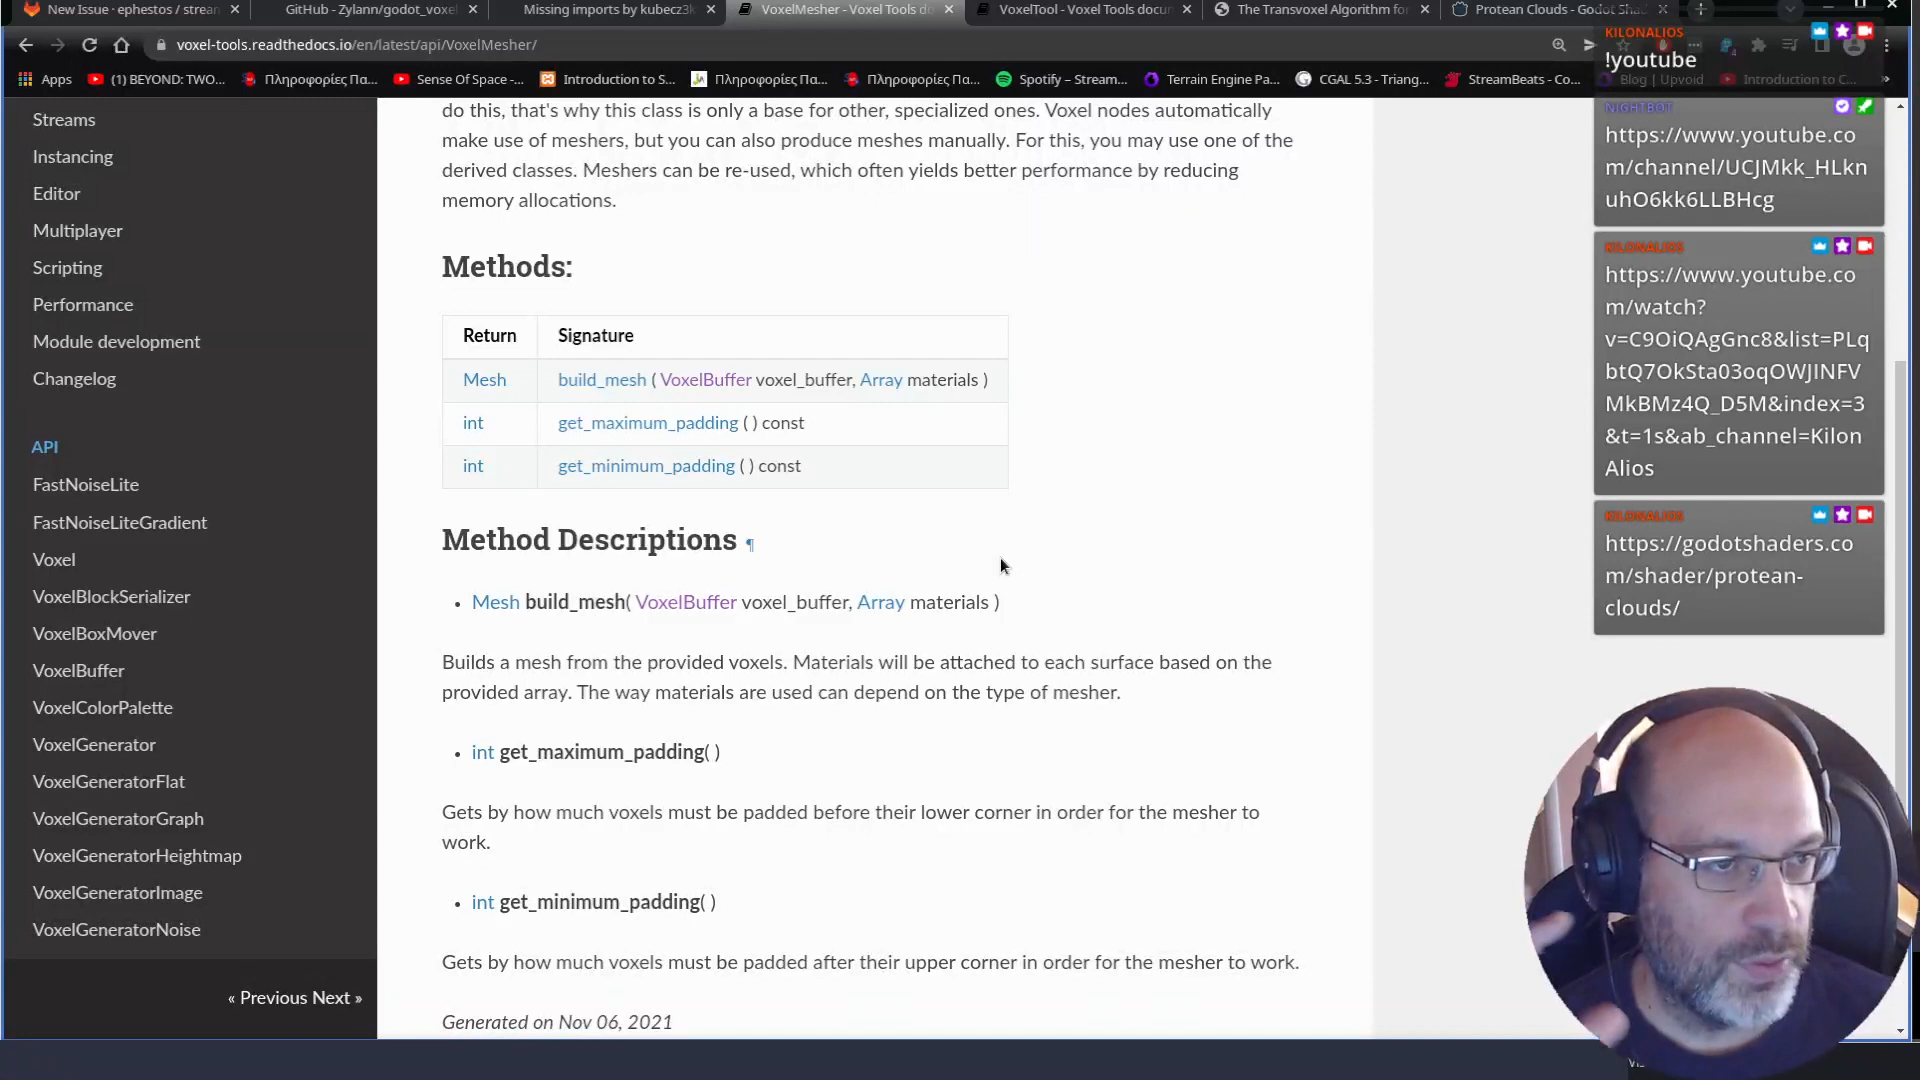 New Issue · ephestos / strean
GitHub - Zylann/godot_voxel
Missing imports by kubecz3k
VoxelMesher - Voxel Tools do
VoxelTool - Voxel Tools docun
The Transvoxel Algorithm for
Protean Clouds - Godot Shad
voxel-tools.readthedocs.io/en/latest/api/VoxelMesher/
Apps
(1) BEYOND: TWO...
Πληροφορίες Πα...
Sense Of Space -...
Introduction to S...
Πληροφορίες Πα...
Πληροφορίες Πα...
Spotify – Stream...
Terrain Engine Pa...
CGAL 5.3 - Triang...
StreamBeats - Co...
Blog | Upvoid
Introduction to C...
Streams
Instancing
Editor
Multiplayer
Scripting
Performance
Module development
Changelog
API
FastNoiseLite
FastNoiseLiteGradient
Voxel
VoxelBlockSerializer
VoxelBoxMover
VoxelBuffer
VoxelColorPalette
VoxelGenerator
VoxelGeneratorFlat
VoxelGeneratorGraph
VoxelGeneratorHeightmap
VoxelGeneratorImage
VoxelGeneratorNoise
« Previous Next »
do this, that's why this class is only a base for other, specialized ones. Voxel nodes automatically
make use of meshers, but you can also produce meshes manually. For this, you may use one of the
derived classes. Meshers can be re-used, which often yields better performance by reducing
memory allocations.
Methods:
Return Signature
Mesh build_mesh ( VoxelBuffer voxel_buffer, Array materials )
int get_maximum_padding ( ) const
int get_minimum_padding ( ) const
Method Descriptions ¶
• Mesh build_mesh( VoxelBuffer voxel_buffer, Array materials )
Builds a mesh from the provided voxels. Materials will be attached to each surface based on the
provided array. The way materials are used can depend on the type of mesher.
• int get_maximum_padding( )
Gets by how much voxels must be padded before their lower corner in order for the mesher to
work.
• int get_minimum_padding( )
Gets by how much voxels must be padded after their upper corner in order for the mesher to work.
Generated on Nov 06, 2021
KILONALIOS
!youtube
NIGHTBOT
https://www.youtube.co
m/channel/UCJMkk_HLkn
uhO6kk6LLBHcg
KILONALIOS
https://www.youtube.co
m/watch?
v=C9OiQAgGnc8&list=PLq
btQ7OkSta03oqOWJINFV
MkBMz4Q_D5M&index=3
&t=1s&ab_channel=Kilon
Alios
KILONALIOS
https://godotshaders.co
m/shader/protean-
clouds/